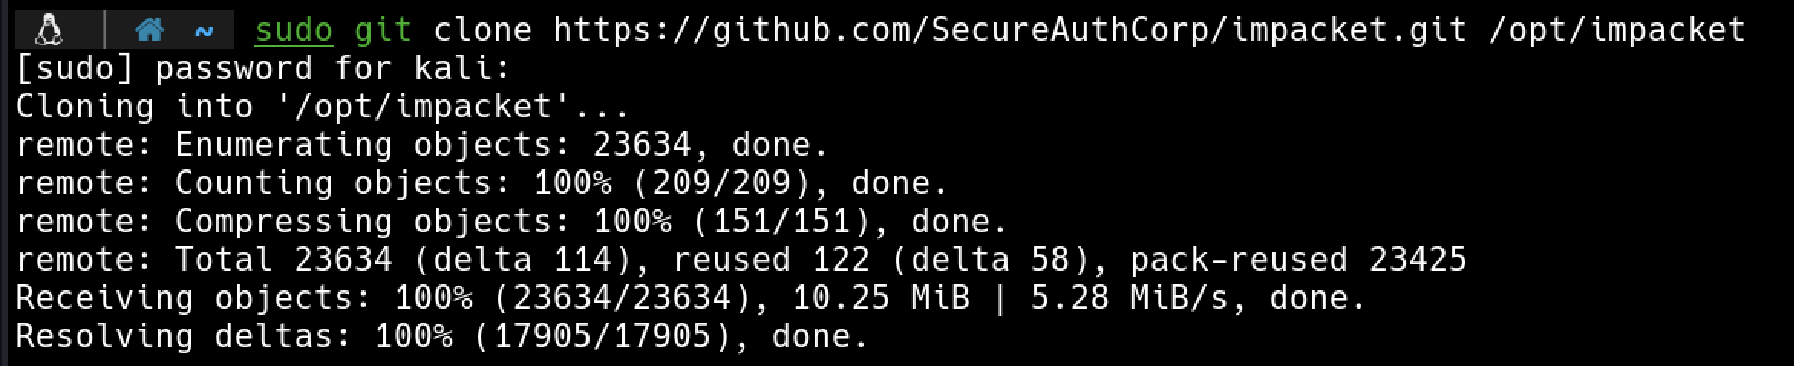 ~ sudo git clone https://github.com/SecureAuthCorp/impacket.git /opt/impacket
[sudo] password for kali:
Cloning into '/opt/impacket'...
remote: Enumerating objects: 23634, done.
remote: Counting objects: 100% (209/209), done.
remote: Compressing objects: 100% (151/151), done.
remote: Total 23634 (delta 114), reused 122 (delta 58), pack-reused 23425
Receiving objects: 100% (23634/23634), 10.25 MiB | 5.28 MiB/s, done.
Resolving deltas: 100% (17905/17905), done.